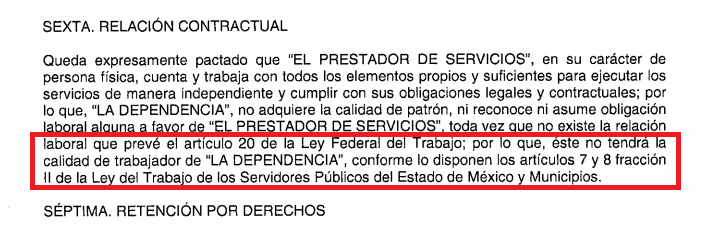 SEXTA. RELACIÓN CONTRACTUAL
Queda expresamente pactado que “EL PRESTADOR DE SERVICIOS”, en su carácter de
persona física, cuenta y trabaja con todos los elementos propios y suficientes para ejecutar los
servicios de manera independiente y cumplir con sus obligaciones legales y contractuales; por
lo que, “LA DEPENDENCIA”, no adquiere la calidad de patrón, ni reconoce ni asume obligación
laboral alguna a favor de “EL PRESTADOR DE SERVICIOS”, toda vez que no existe la relación
laboral que prevé el artículo 20 de la Ley Federal del Trabajo; por lo que, éste no tendrá la
calidad de trabajador de “LA DEPENDENCIA”, conforme lo disponen los artículos 7 y 8 fracción
II de la Ley del Trabajo de los Servidores Públicos del Estado de México y Municipios.
SÉPTIMA. RETENCIÓN POR DERECHOS